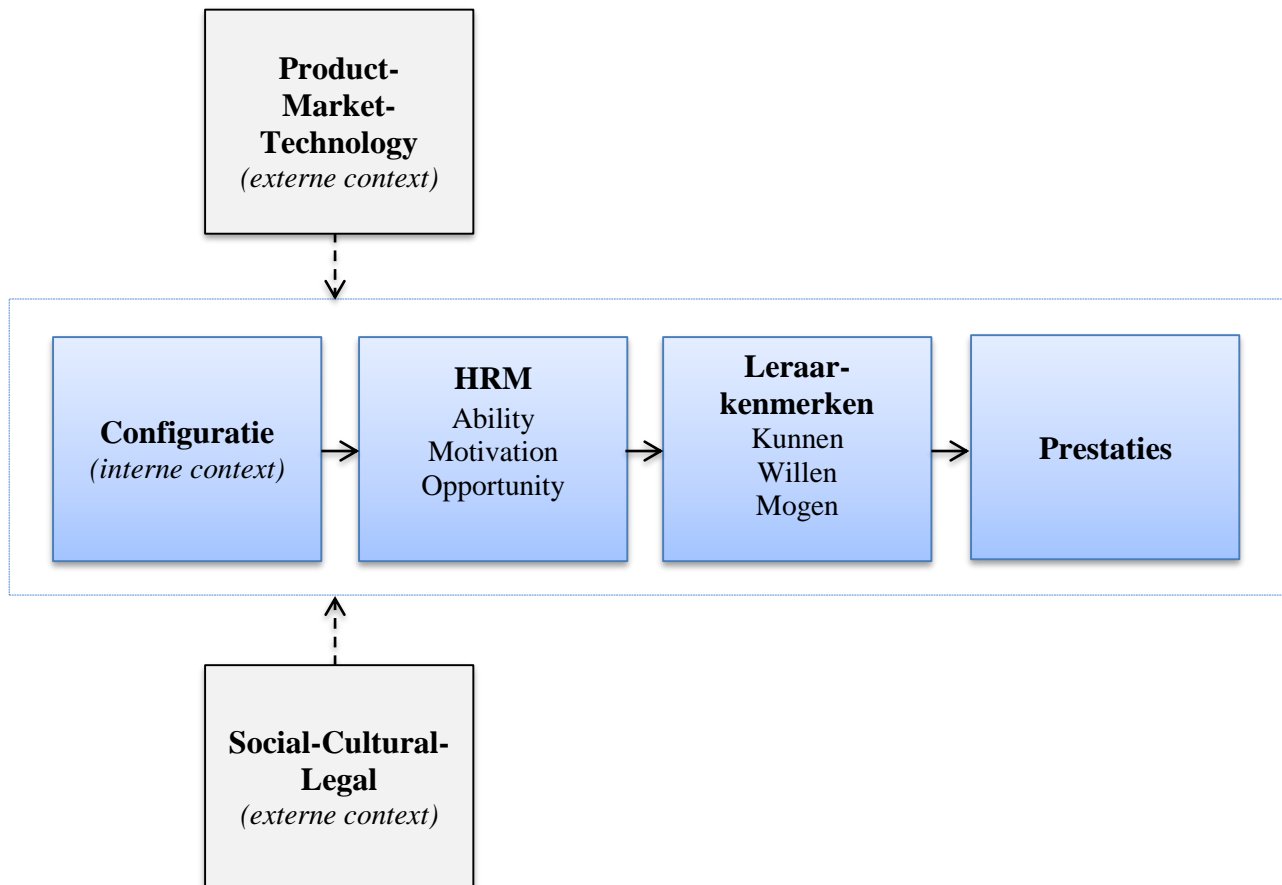 Product-
Market-
Technology
(externe context)
Configuratie
(interne context)
HRM
Ability
Motivation
Opportunity
Leraar-
kenmerken
Kunnen
Willen
Mogen
Prestaties
Social-Cultural-
Legal
(externe context)